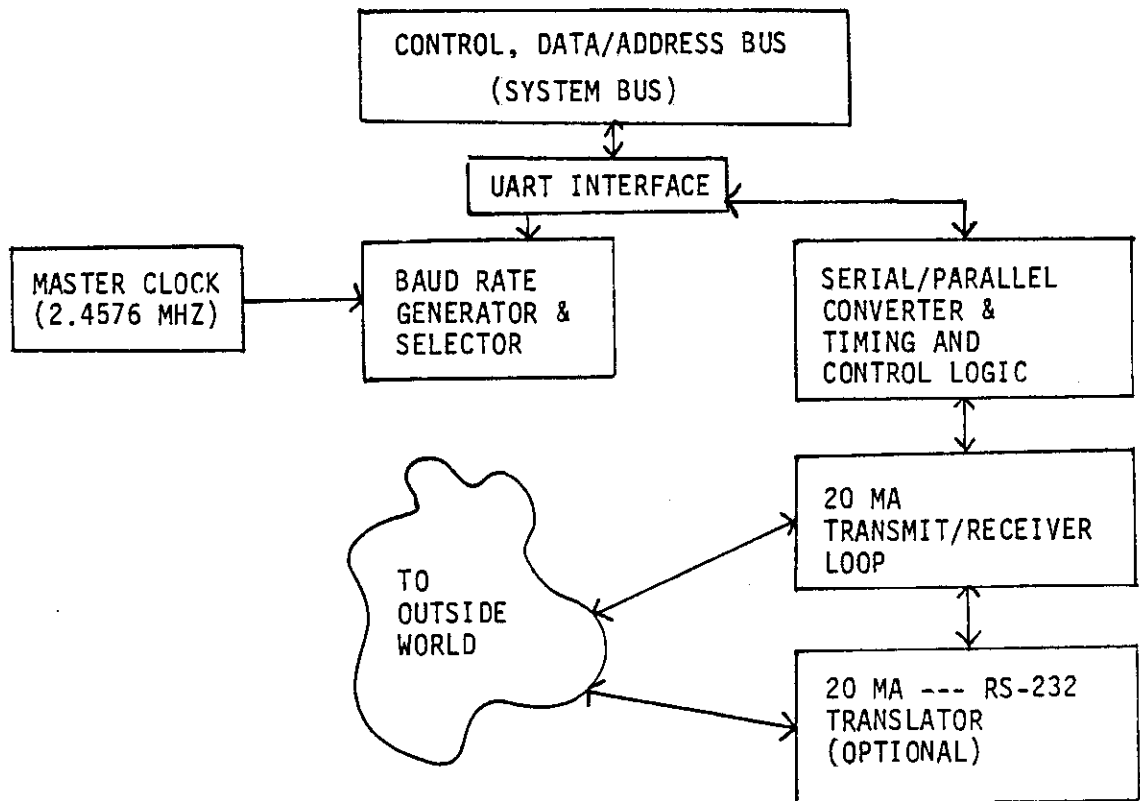 CONTROL, DATA/ADDRESS BUS
(SYSTEM BUS)
UART INTERFACE
MASTER CLOCK
(2.4576 MHZ)
BAUD RATE
GENERATOR &
SELECTOR
SERIAL/PARALLEL
CONVERTER &
TIMING AND
CONTROL LOGIC
20 MA
TRANSMIT/RECEIVER
LOOP
TO
OUTSIDE
WORLD
20 MA --- RS-232
TRANSLATOR
(OPTIONAL)